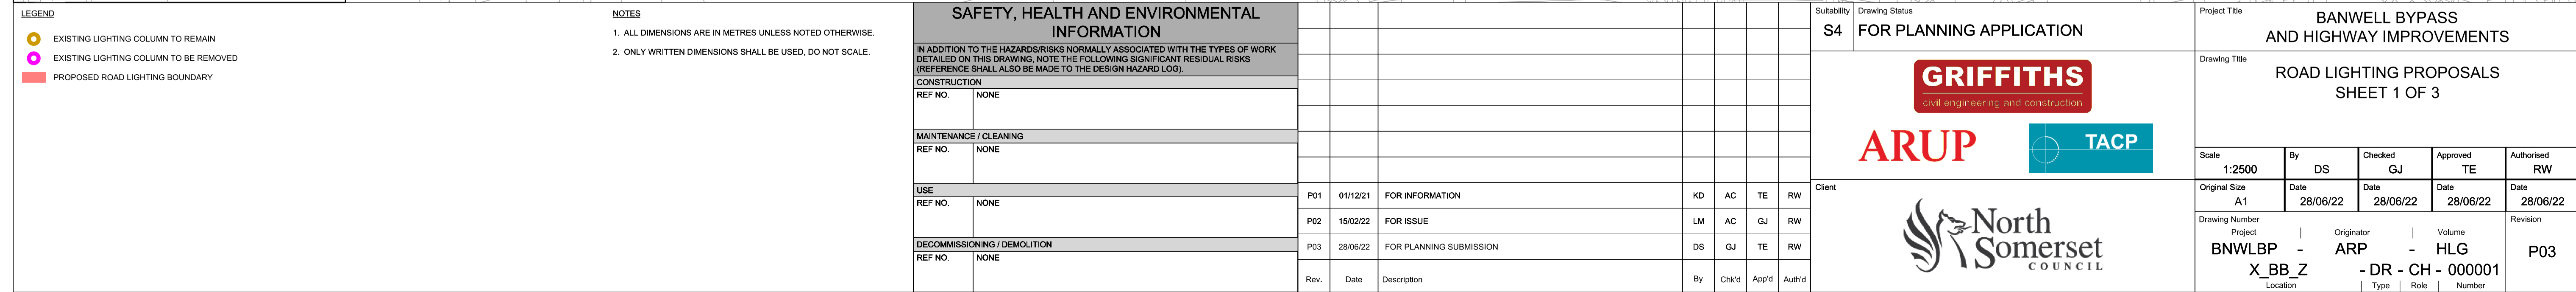 LEGEND
EXISTING LIGHTING COLUMN TO REMAIN
EXISTING LIGHTING COLUMN TO BE REMOVED
PROPOSED ROAD LIGHTING BOUNDARY
NOTES
1. ALL DIMENSIONS ARE IN METRES UNLESS NOTED OTHERWISE.
2. ONLY WRITTEN DIMENSIONS SHALL BE USED, DO NOT SCALE.
SAFETY, HEALTH AND ENVIRONMENTAL
INFORMATION
IN ADDITION TO THE HAZARDS/RISKS NORMALLY ASSOCIATED WITH THE TYPES OF WORK
DETAILED ON THIS DRAWING, NOTE THE FOLLOWING SIGNIFICANT RESIDUAL RISKS
(REFERENCE SHALL ALSO BE MADE TO THE DESIGN HAZARD LOG).
CONSTRUCTION
REF NO. NONE
MAINTENANCE / CLEANING
REF NO. NONE
USE
REF NO. NONE
DECOMMISSIONING / DEMOLITION
REF NO. NONE
P01 01/12/21 FOR INFORMATION KD AC TE RW
P02 15/02/22 FOR ISSUE LM AC GJ RW
P03 28/06/22 FOR PLANNING SUBMISSION DS GJ TE RW
Rev. Date Description By Chk'd App'd Auth'd
Suitability Drawing Status
S4 FOR PLANNING APPLICATION
GRIFFITHS
civil engineering and construction
ARUP TACP
Client
North
Somerset
COUNCIL
Project Title
BANWELL BYPASS
AND HIGHWAY IMPROVEMENTS
Drawing Title
ROAD LIGHTING PROPOSALS
SHEET 1 OF 3
Scale By Checked Approved Authorised
1:2500 DS GJ TE RW
Original Size Date Date Date Date
A1 28/06/22 28/06/22 28/06/22 28/06/22
Drawing Number Revision
Project | Originator | Volume
BNWLBP - ARP - HLG P03
X_BB_Z - DR - CH - 000001
Location | Type | Role | Number